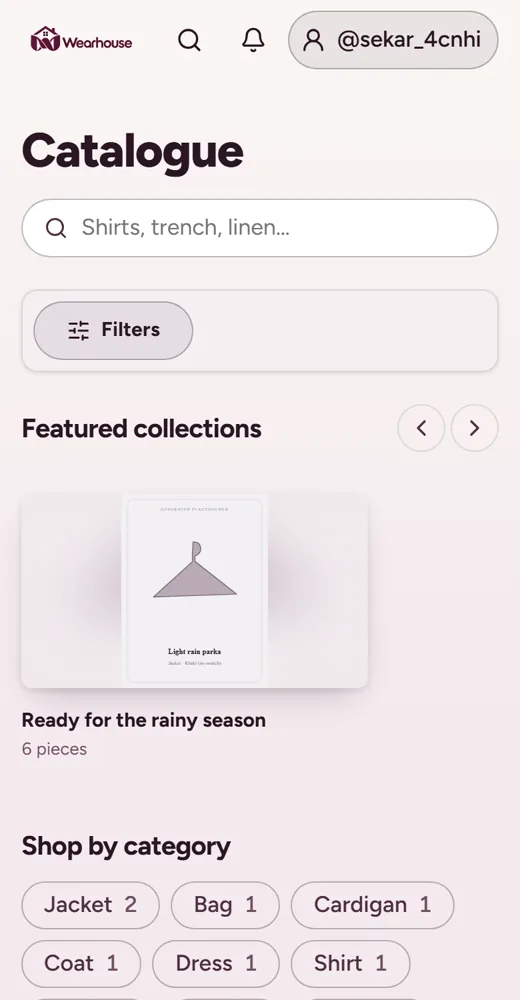 Wearhouse
@sekar_4cnhi
Catalogue
Shirts, trench, linen...
Filters
Featured collections
Light rain parka
Ready for the rainy season
6 pieces
Shop by category
Jacket 2
Bag 1
Cardigan 1
Coat 1
Dress 1
Shirt 1